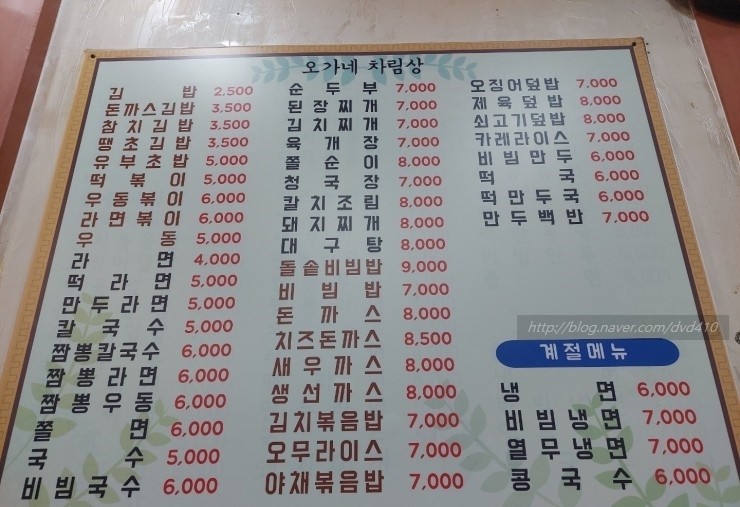 오가네 차림상
김밥 2,500
돈까스김밥 3,500
참치김밥 3,500
땡초김밥 3,500
유부초밥 5,000
떡볶이 5,000
우동볶이 6,000
라면볶이 6,000
우동 5,000
라면 4,000
떡라면 5,000
만두라면 5,000
칼국수 5,000
짬뽕칼국수 6,000
짬뽕라면 6,000
짬뽕우동 6,000
쫄면 6,000
국수 5,000
비빔국수 6,000
순두부 7,000
된장찌개 7,000
김치찌개 7,000
육개장 7,000
쫄순이 8,000
청국장 7,000
갈치조림 8,000
돼지찌개 8,000
대구탕 8,000
돌솥비빔밥 9,000
비빔밥 7,000
돈까스 8,000
치즈돈까스 8,500
새우까스 8,000
생선까스 8,000
김치볶음밥 7,000
오무라이스 7,000
야채볶음밥 7,000
오징어덮밥 7,000
제육덮밥 8,000
쇠고기덮밥 8,000
카레라이스 7,000
비빔만두 6,000
떡국 6,000
떡만두국 6,000
만두백반 7,000
http://blog.naver.com/dvd410
계절메뉴
냉면 6,000
비빔냉면 7,000
열무냉면 7,000
콩국수 6,000